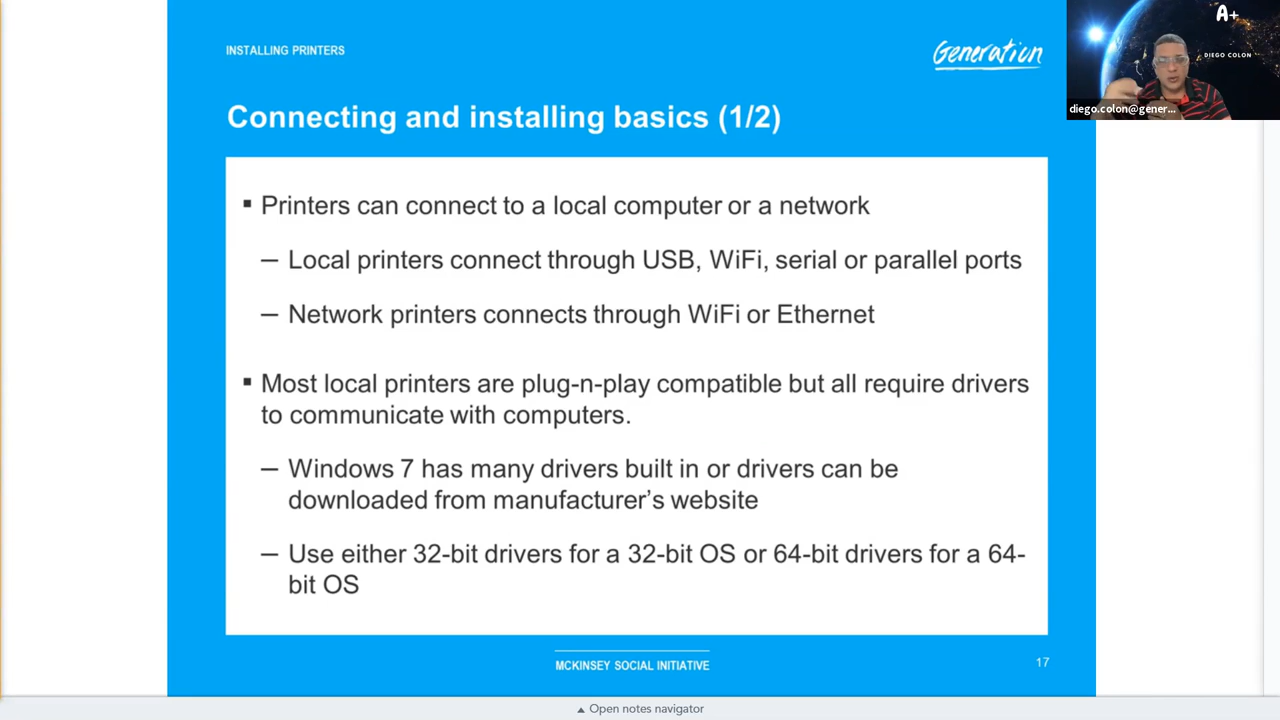 INSTALLING PRINTERS
Generation
A+
DIEGO COLON
diego.colon@gener...
Connecting and installing basics (1/2)
▪ Printers can connect to a local computer or a network
– Local printers connect through USB, WiFi, serial or parallel ports
– Network printers connects through WiFi or Ethernet
▪ Most local printers are plug-n-play compatible but all require drivers
to communicate with computers.
– Windows 7 has many drivers built in or drivers can be
downloaded from manufacturer’s website
– Use either 32-bit drivers for a 32-bit OS or 64-bit drivers for a 64-
bit OS
MCKINSEY SOCIAL INITIATIVE
17
▲ Open notes navigator